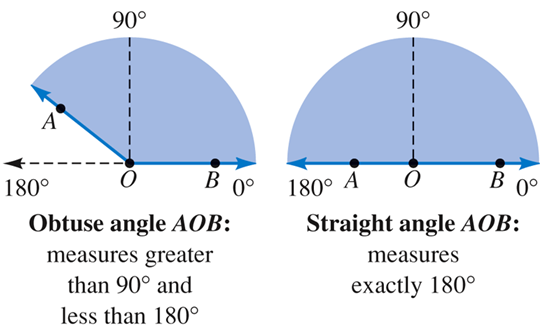 90°
A
180°
O
B
0°
Obtuse angle AOB:
measures greater
than 90° and
less than 180°
90°
180°
A
O
B
0°
Straight angle AOB:
measures
exactly 180°